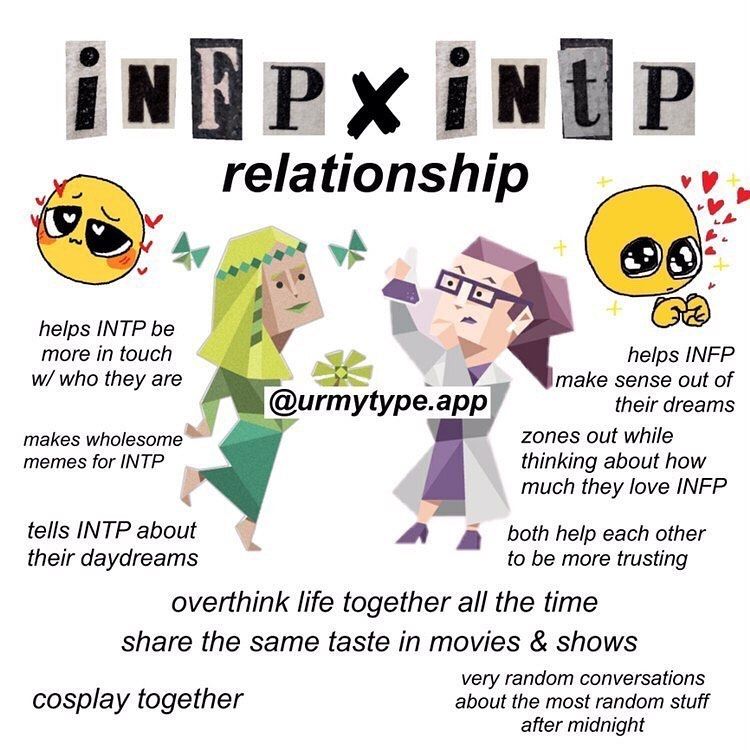 iNFP X iNtP
relationship
helps INTP be
more in touch
w/ who they are
makes wholesome
memes for INTP
tells INTP about
their daydreams
@urmytype.app
helps INFP
make sense out of
their dreams
zones out while
thinking about how
much they love INFP
both help each other
to be more trusting
overthink life together all the time
share the same taste in movies & shows
cosplay together
very random conversations
about the most random stuff
after midnight